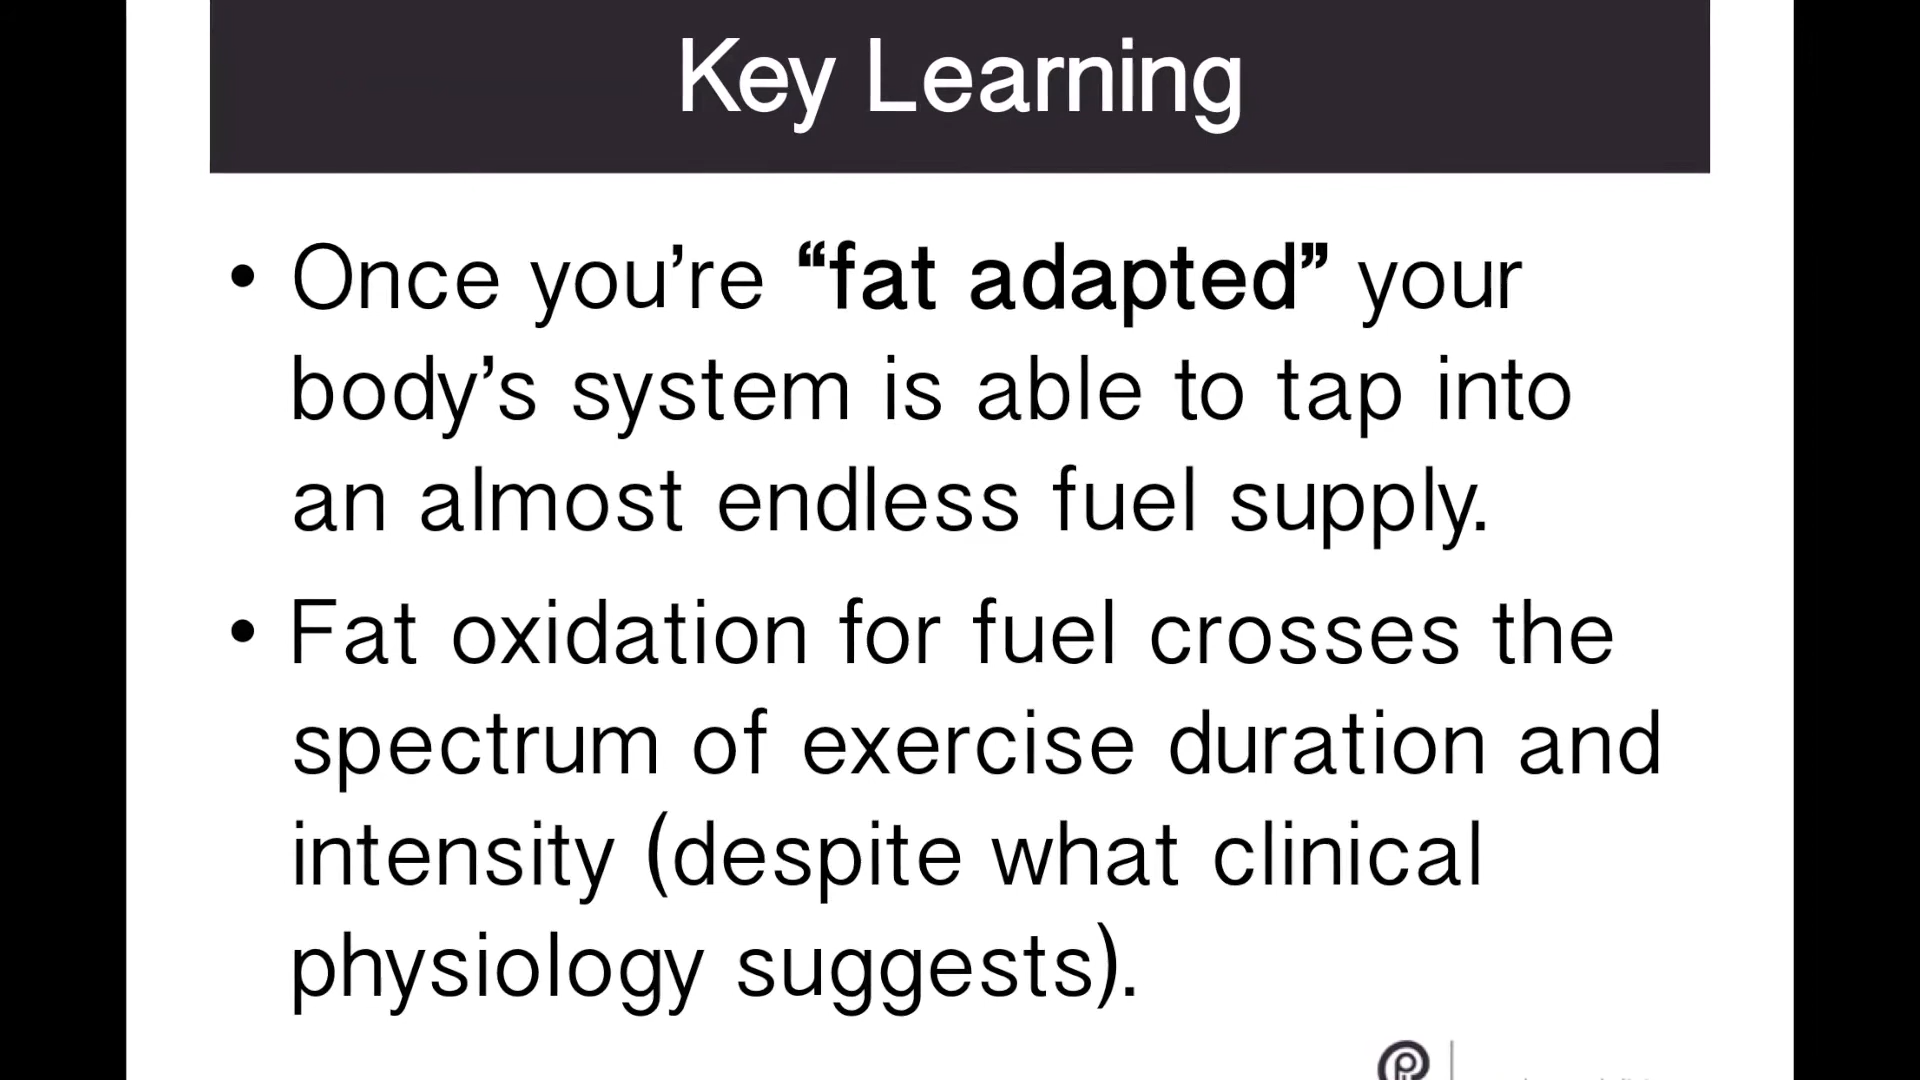 Key Learning
• Once you’re “fat adapted” your
body’s system is able to tap into
an almost endless fuel supply.
• Fat oxidation for fuel crosses the
spectrum of exercise duration and
intensity (despite what clinical
physiology suggests).